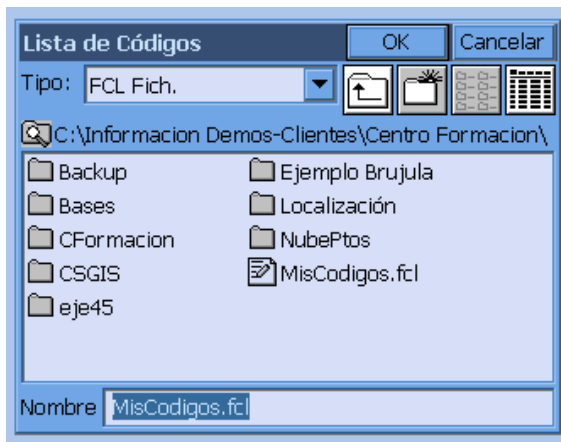 Lista de Códigos OK Cancelar
Tipo: FCL Fich.
C:\Informacion Demos-Clientes\Centro Formacion\
Backup Ejemplo Brujula
Bases Localización
CFormacion NubePtos
CSGIS MisCodigos.fcl
eje45
Nombre MisCodigos.fcl